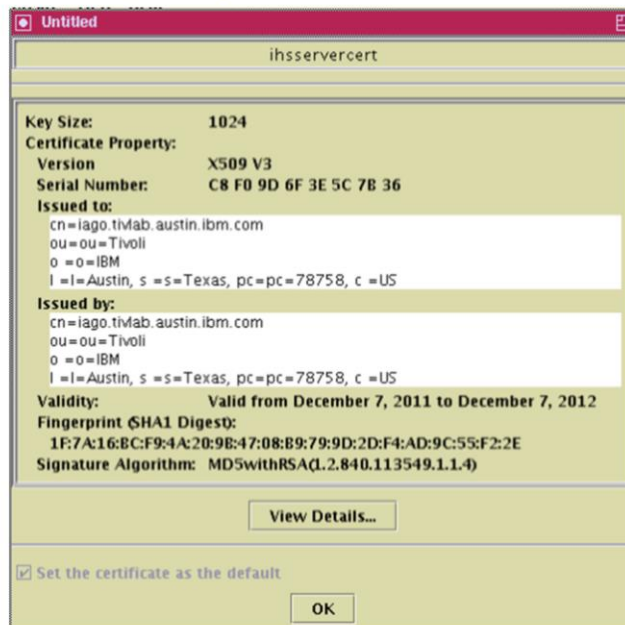 Untitled
ihsservercert
Key Size: 1024
Certificate Property:
Version X509 V3
Serial Number: C8 F0 9D 6F 3E 5C 7B 36
Issued to:
cn=iago.tivlab.austin.ibm.com
ou=ou=Tivoli
o =o=IBM
l =l=Austin, s =s=Texas, pc=pc=78758, c =US
Issued by:
cn=iago.tivlab.austin.ibm.com
ou=ou=Tivoli
o =o=IBM
l =l=Austin, s =s=Texas, pc=pc=78758, c =US
Validity: Valid from December 7, 2011 to December 7, 2012
Fingerprint (SHA1 Digest):
1F:7A:16:BC:F9:4A:20:9B:47:08:B9:79:9D:2D:F4:AD:9C:55:F2:2E
Signature Algorithm: MD5withRSA(1.2.840.113549.1.1.4)
View Details...
Set the certificate as the default
OK